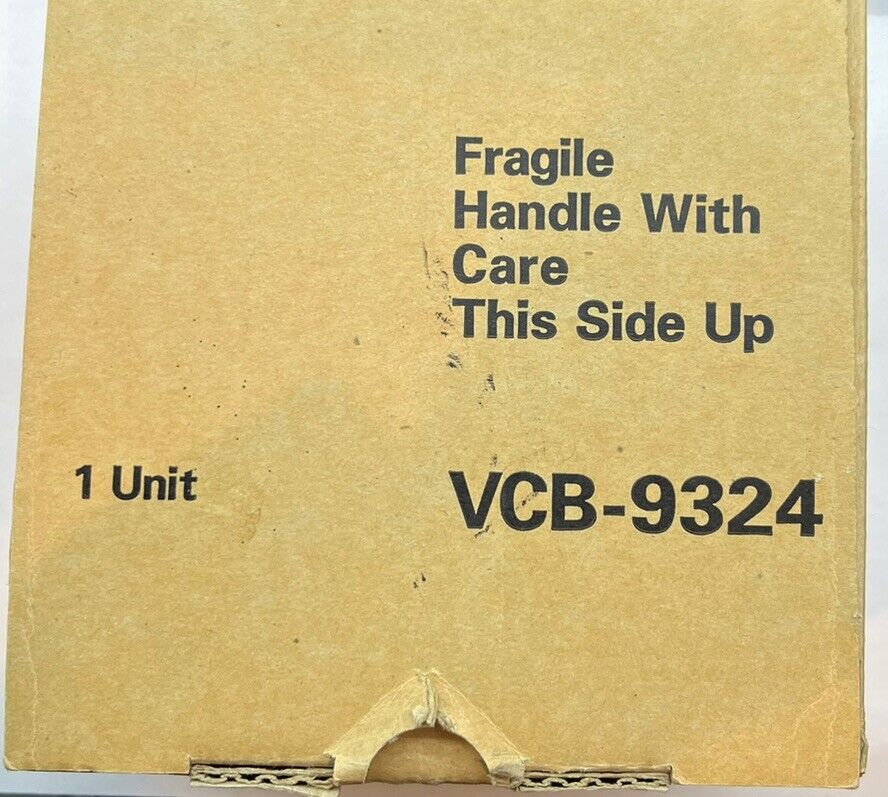 Fragile
Handle With
Care
This Side Up
1 Unit
VCB-9324